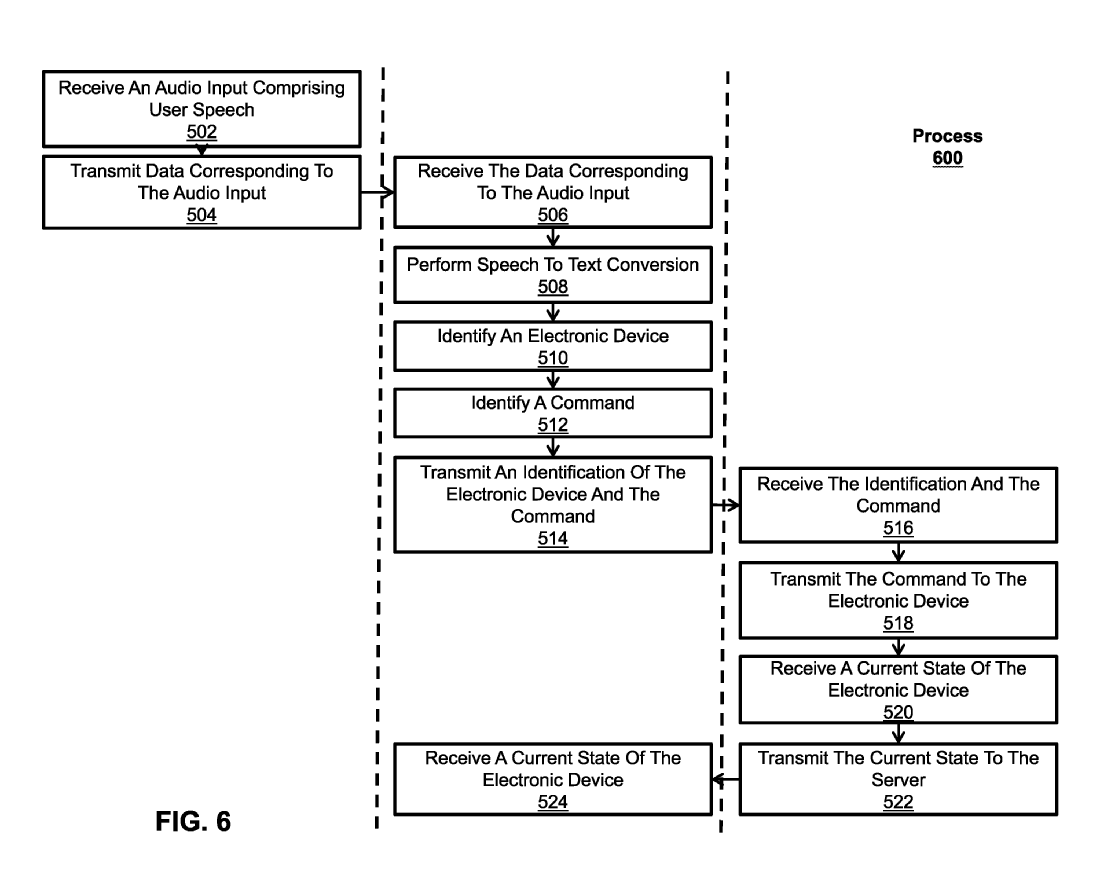 Receive An Audio Input Comprising
User Speech
502
Transmit Data Corresponding To
The Audio Input
504
Receive The Data Corresponding
To The Audio Input
506
Perform Speech To Text Conversion
508
Identify An Electronic Device
510
Identify A Command
512
Transmit An Identification Of The
Electronic Device And The
Command
514
Process
600
Receive The Identification And The
Command
516
Transmit The Command To The
Electronic Device
518
Receive A Current State Of The
Electronic Device
520
Transmit The Current State To The
Server
522
Receive A Current State Of The
Electronic Device
524
FIG. 6